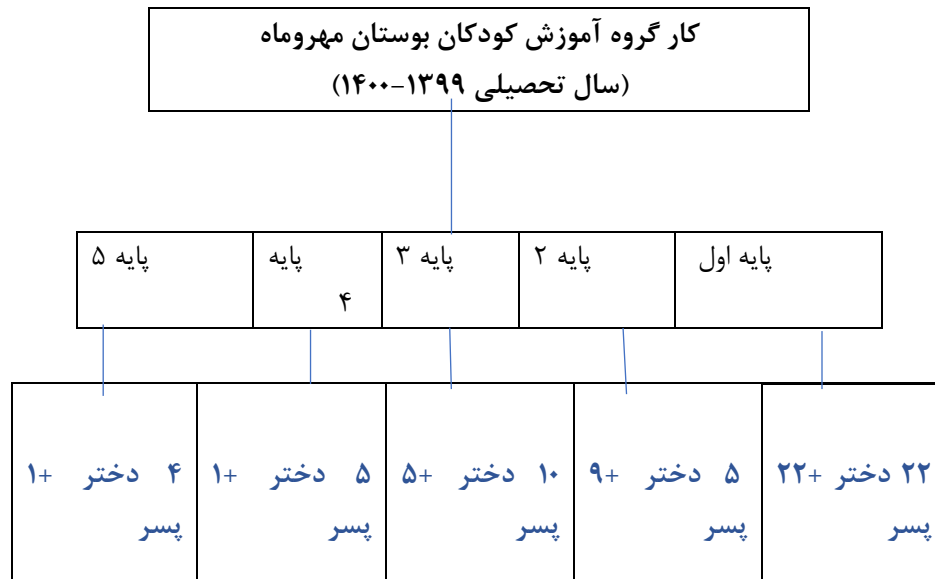 کار گروه آموزش کودکان بوستان مهروماه
(سال تحصیلی ۱۳۹۹-۱۴۰۰)
پایه اول
پایه ۲
پایه ۳
پایه
۴
پایه ۵
۲۲ دختر +۲۲
پسر
۵ دختر +۹
پسر
۱۰ دختر +۵
پسر
۵ دختر +۱
پسر
۴ دختر +۱
پسر